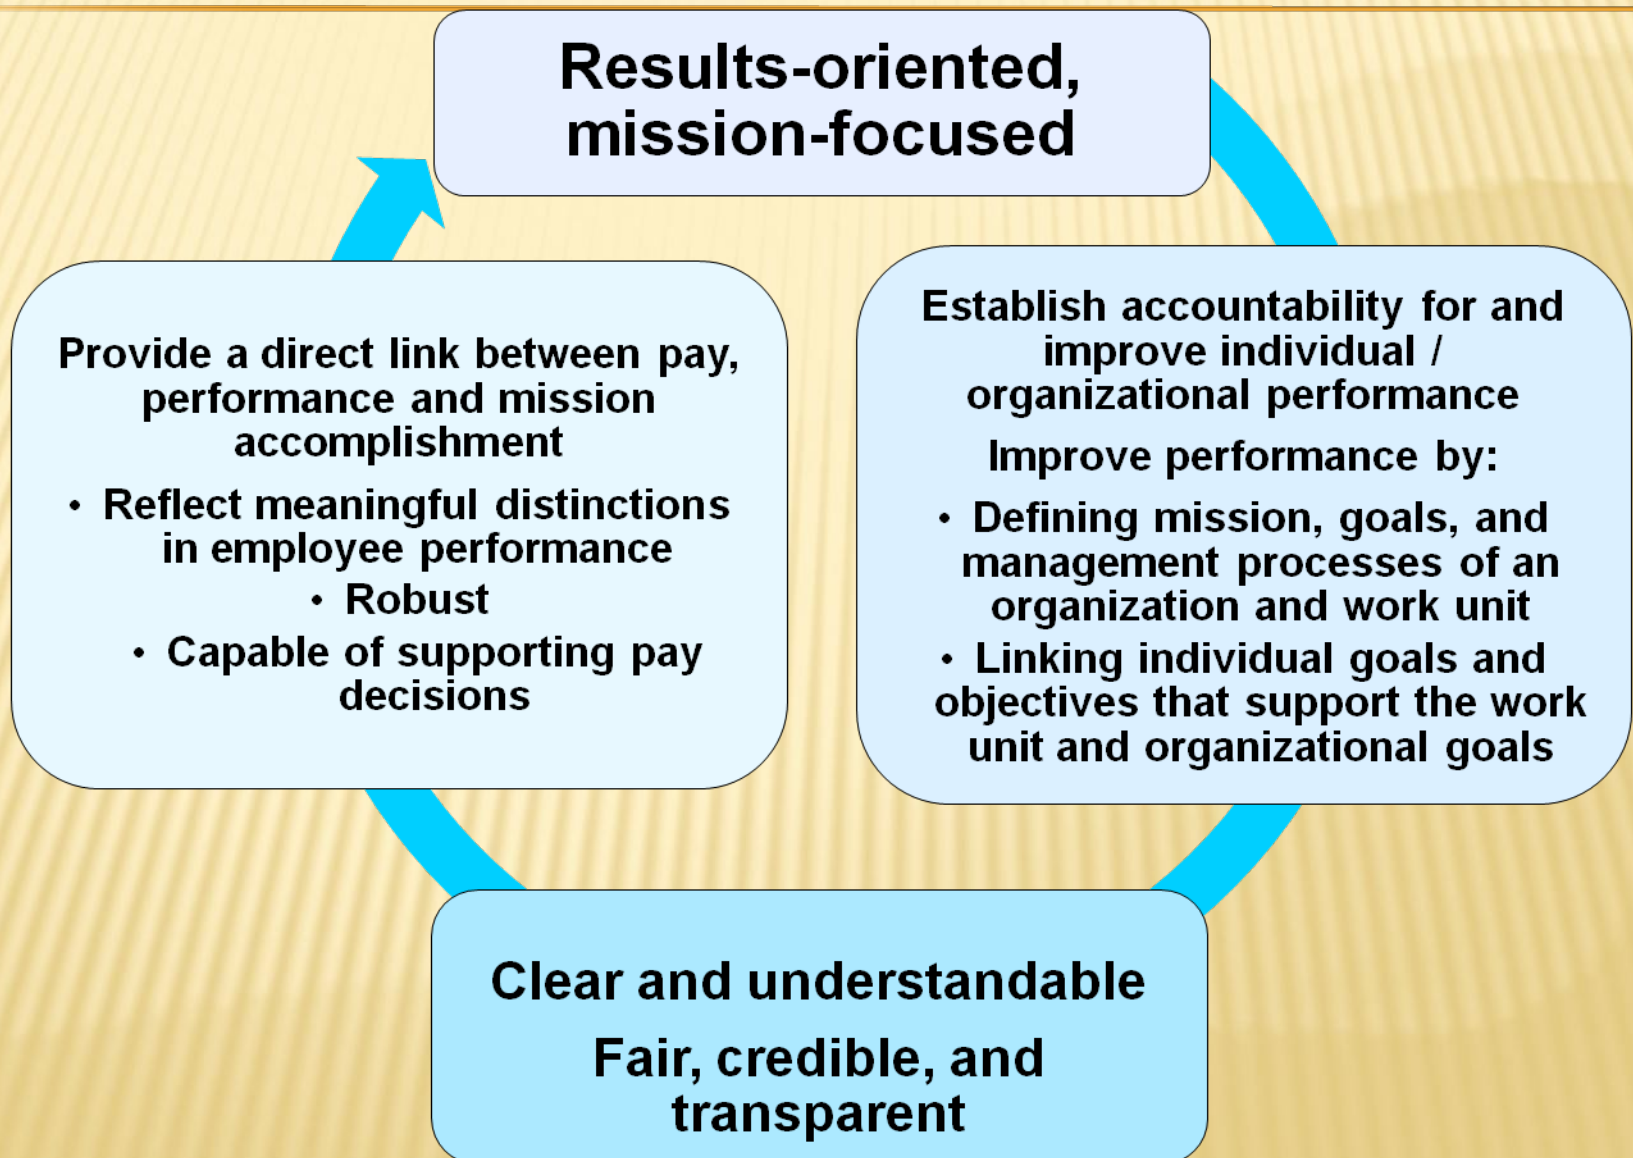 Results-oriented,
mission-focused
Establish accountability for and
improve individual /
organizational performance
Improve performance by:
• Defining mission, goals, and
management processes of an
organization and work unit
• Linking individual goals and
objectives that support the work
unit and organizational goals
Clear and understandable
Fair, credible, and
transparent
Provide a direct link between pay,
performance and mission
accomplishment
• Reflect meaningful distinctions
in employee performance
• Robust
• Capable of supporting pay
decisions